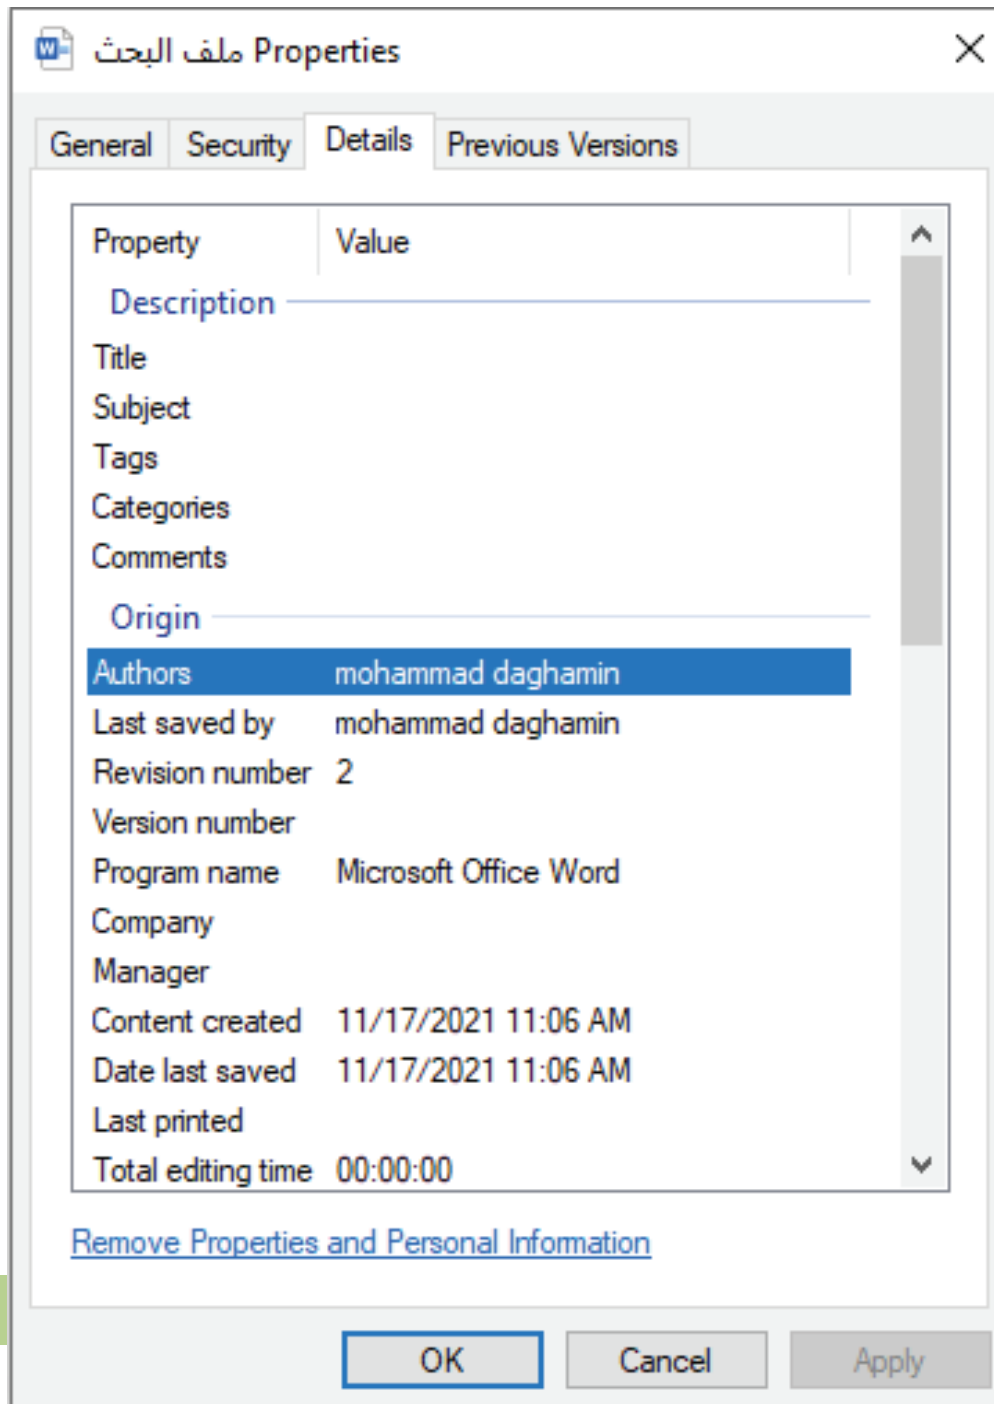 ملف البحث Properties
General Security Details Previous Versions
Property Value
Description
Title
Subject
Tags
Categories
Comments
Origin
Authors mohammad daghamin
Last saved by mohammad daghamin
Revision number 2
Version number
Program name Microsoft Office Word
Company
Manager
Content created 11/17/2021 11:06 AM
Date last saved 11/17/2021 11:06 AM
Last printed
Total editing time 00:00:00
Remove Properties and Personal Information
OK Cancel Apply